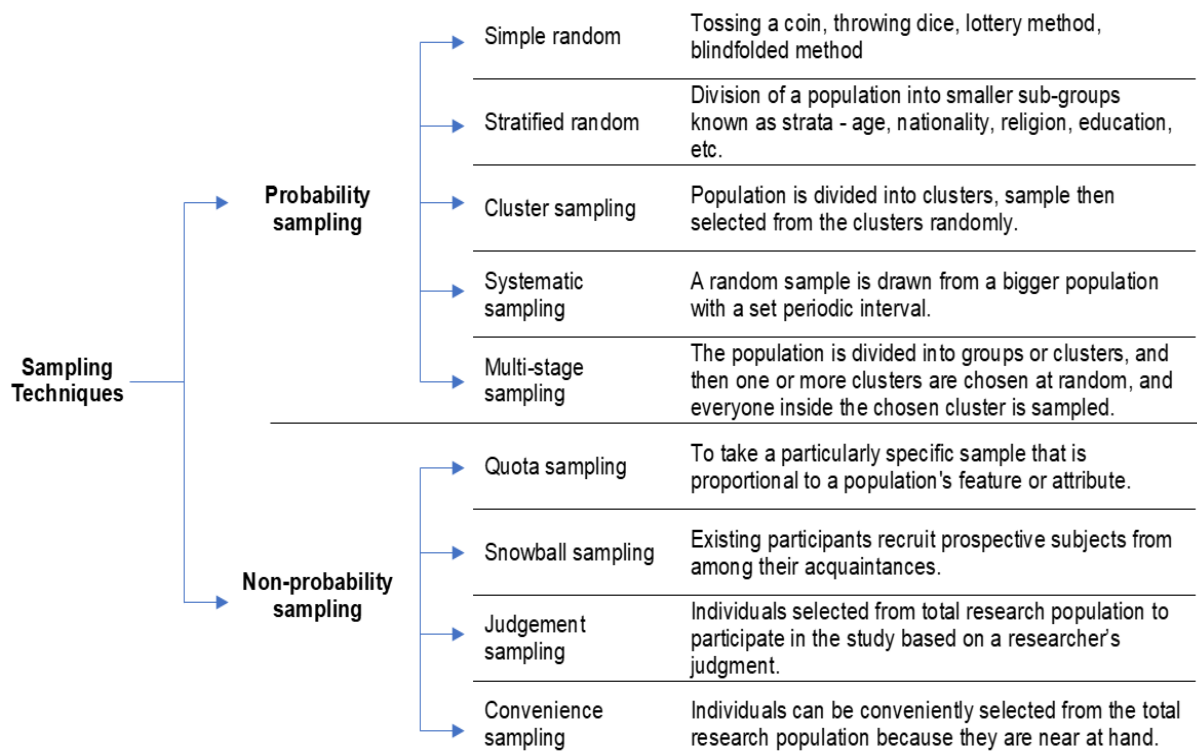 Sampling
Techniques
Probability
sampling
Simple random
Tossing a coin, throwing dice, lottery method,
blindfolded method
Stratified random
Division of a population into smaller sub-groups
known as strata - age, nationality, religion, education,
etc.
Cluster sampling
Population is divided into clusters, sample then
selected from the clusters randomly.
Systematic
sampling
A random sample is drawn from a bigger population
with a set periodic interval.
Multi-stage
sampling
The population is divided into groups or clusters, and
then one or more clusters are chosen at random, and
everyone inside the chosen cluster is sampled.
Non-probability
sampling
Quota sampling
To take a particularly specific sample that is
proportional to a population's feature or attribute.
Snowball sampling
Existing participants recruit prospective subjects from
among their acquaintances.
Judgement
sampling
Individuals selected from total research population to
participate in the study based on a researcher’s
judgment.
Convenience
sampling
Individuals can be conveniently selected from the total
research population because they are near at hand.